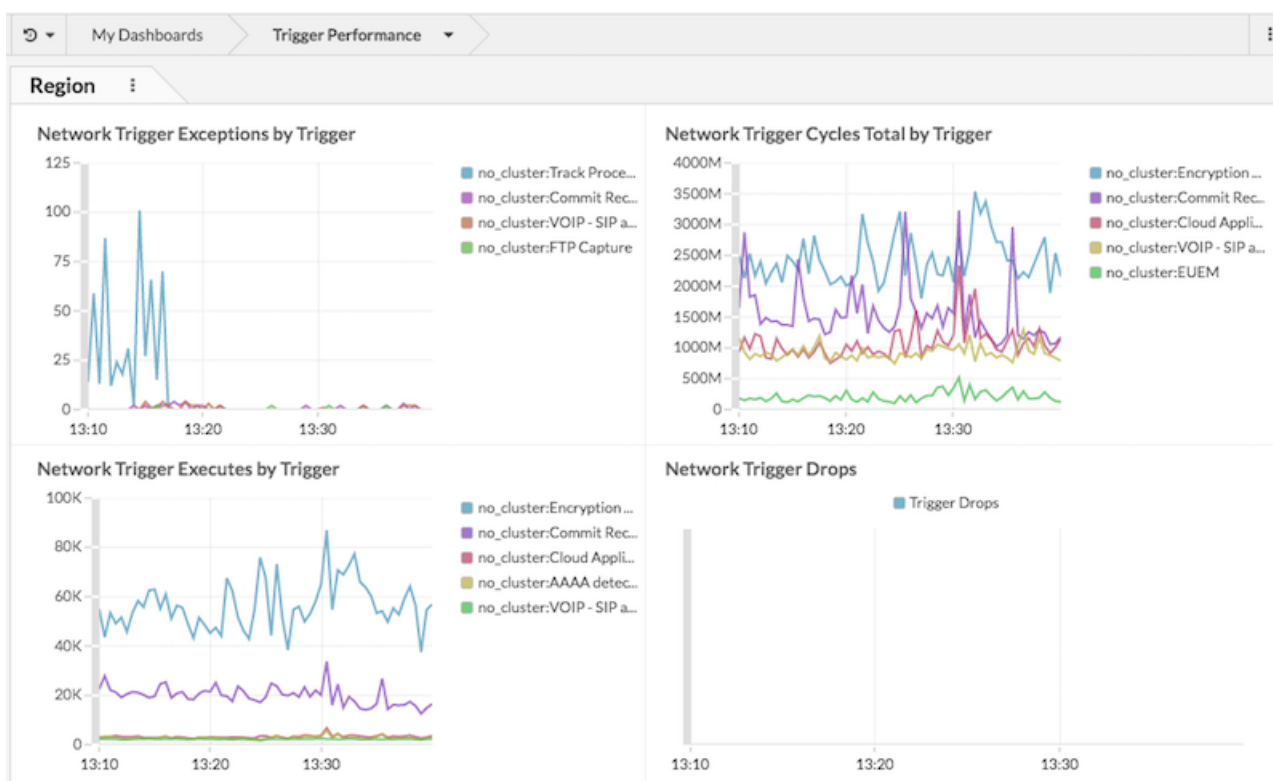 My Dashboards
Trigger Performance
Region
Network Trigger Exceptions by Trigger
125
100
75
50
25
0
13:10 13:20 13:30
no_cluster:Track Proce...
no_cluster:Commit Rec...
no_cluster:VOIP - SIP a...
no_cluster:FTP Capture
Network Trigger Cycles Total by Trigger
4000M
3500M
3000M
2500M
2000M
1500M
1000M
500M
0
13:10 13:20 13:30
no_cluster:Encryption ...
no_cluster:Commit Rec...
no_cluster:Cloud Appli...
no_cluster:VOIP - SIP a...
no_cluster:EUEM
Network Trigger Executes by Trigger
100K
80K
60K
40K
20K
0
13:10 13:20 13:30
no_cluster:Encryption ...
no_cluster:Commit Rec...
no_cluster:Cloud Appli...
no_cluster:AAAA detec...
no_cluster:VOIP - SIP a...
Network Trigger Drops
Trigger Drops
13:10 13:20 13:30